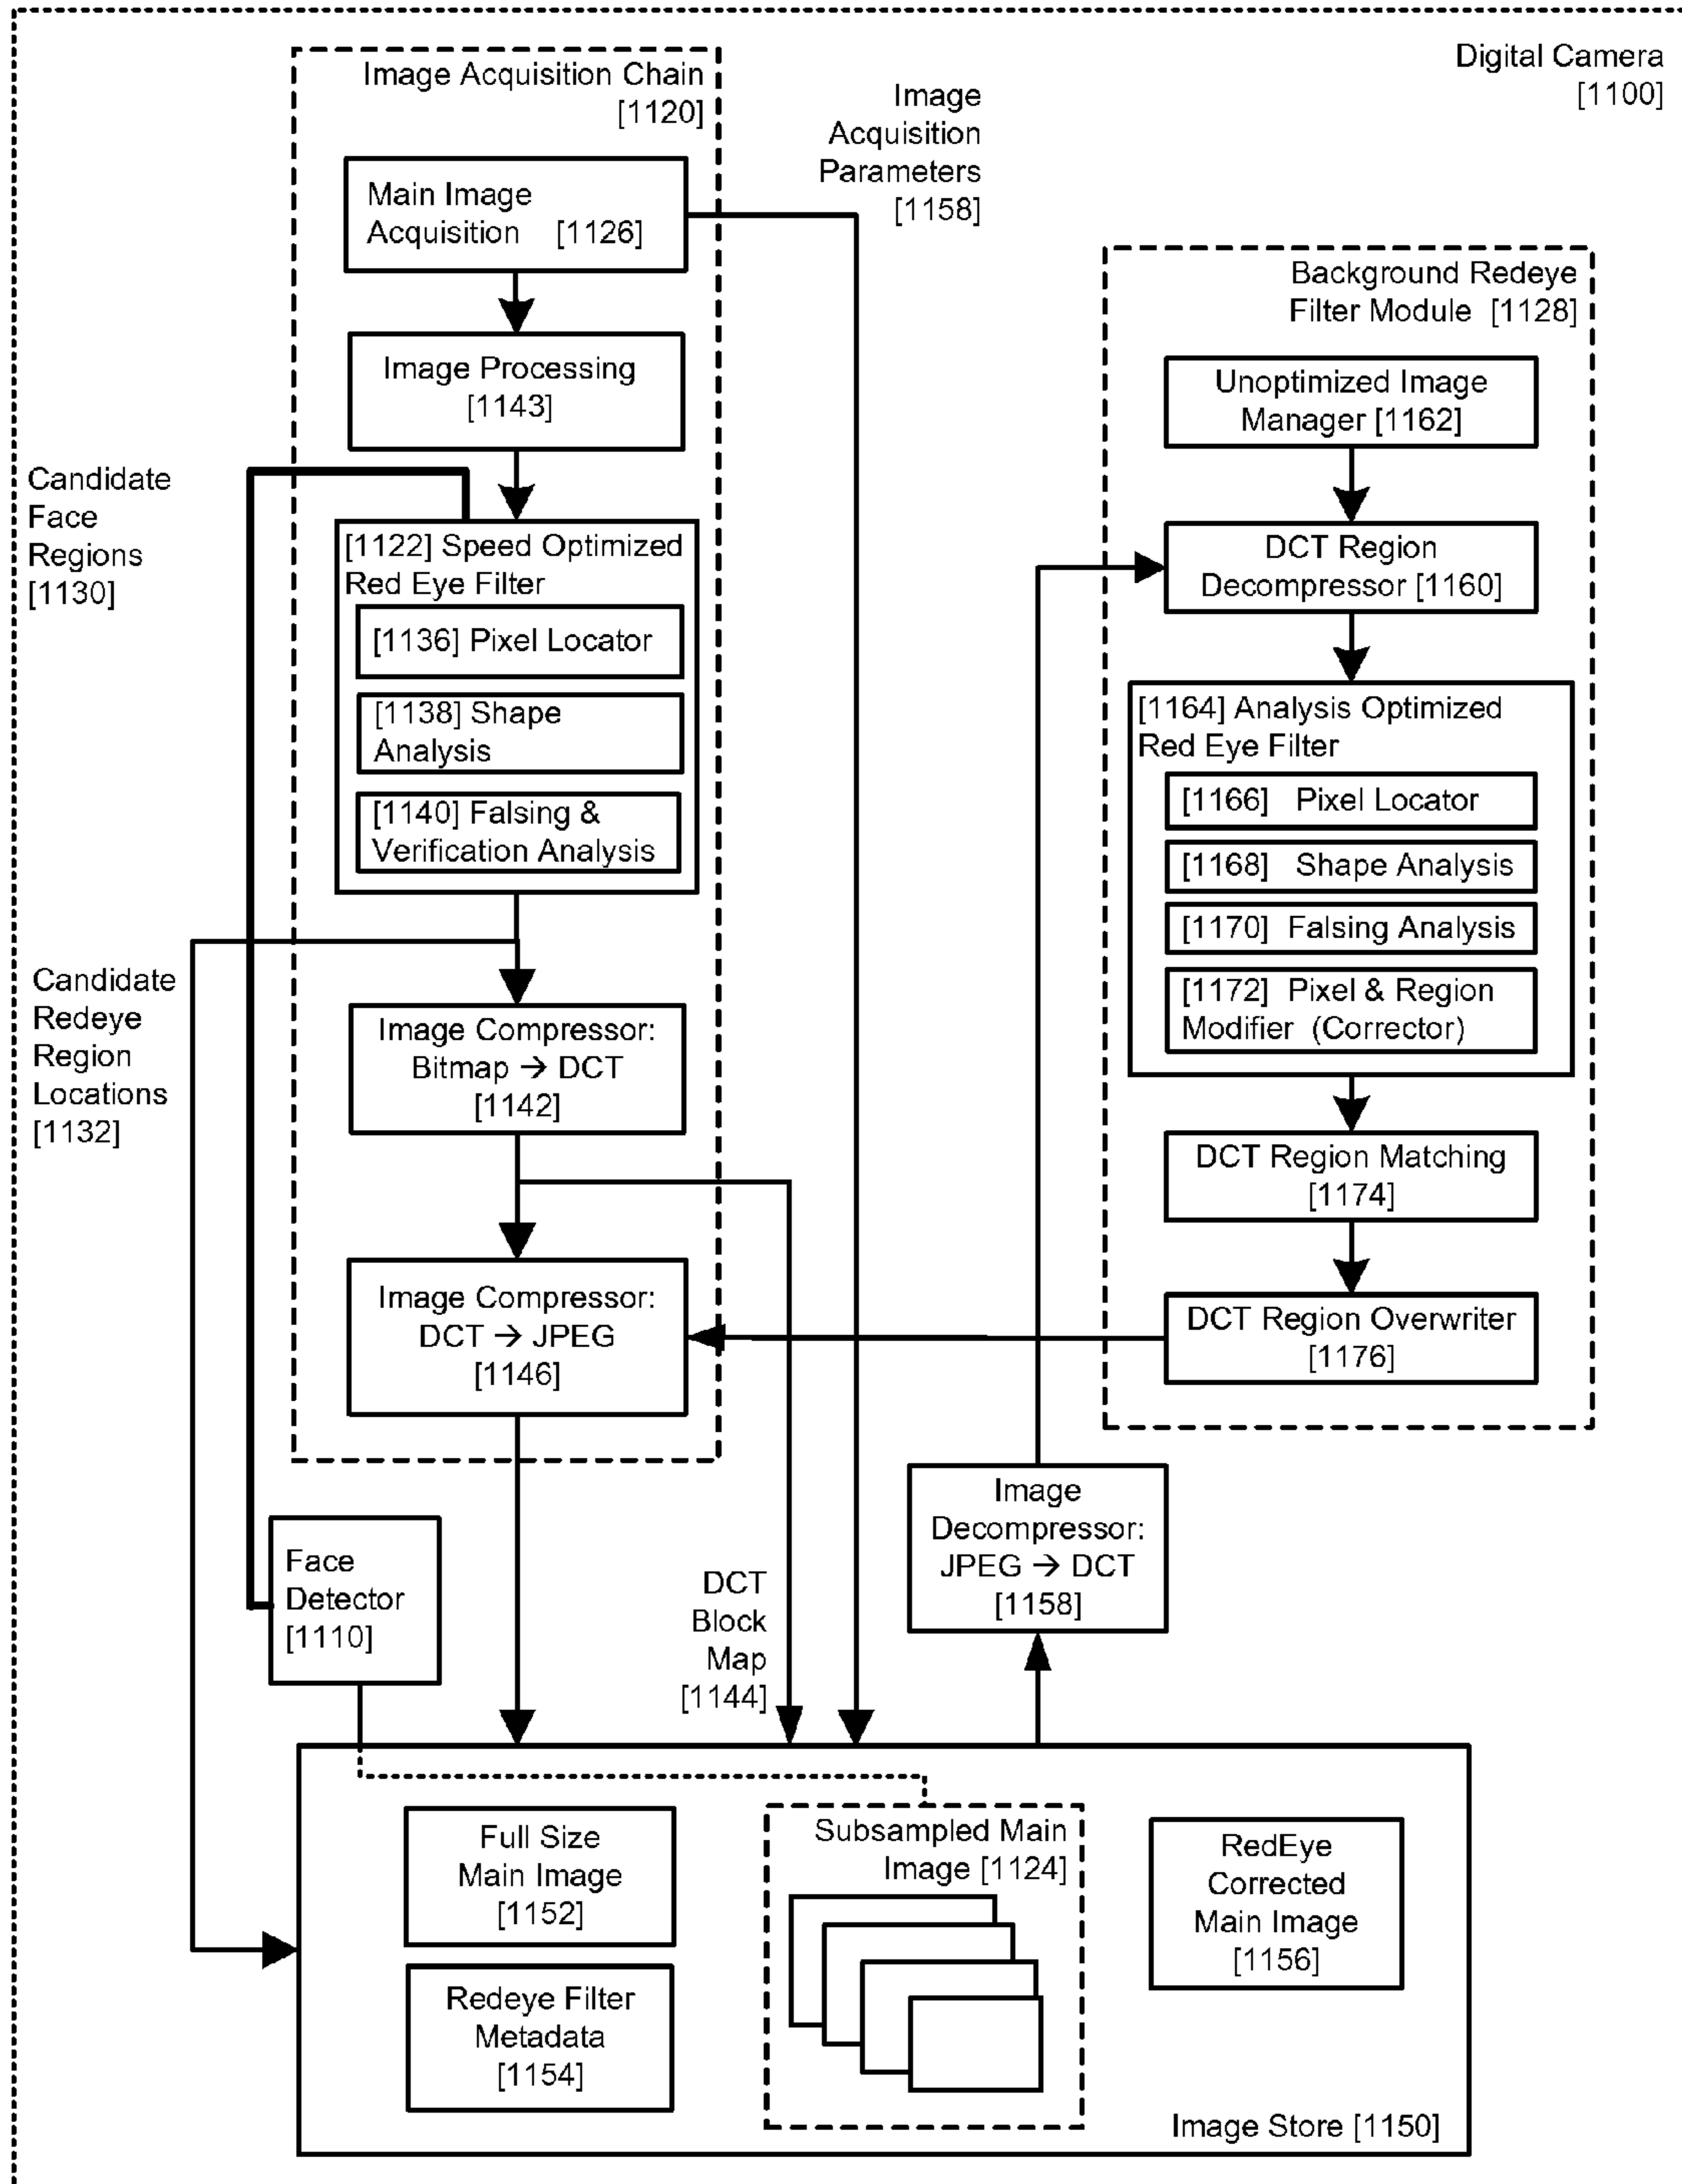 Digital Camera
[1100]
Image Acquisition Chain
[1120]
Image
Acquisition
Parameters
[1158]
Main Image
Acquisition [1126]
Image Processing
[1143]
Candidate
Face
Regions
[1130]
[1122] Speed Optimized
Red Eye Filter
[1136] Pixel Locator
[1138] Shape
Analysis
[1140] Falsing &
Verification Analysis
Candidate
Redeye
Region
Locations
[1132]
Image Compressor:
Bitmap → DCT
[1142]
Image Compressor:
DCT → JPEG
[1146]
Background Redeye
Filter Module [1128]
Unoptimized Image
Manager [1162]
DCT Region
Decompressor [1160]
[1164] Analysis Optimized
Red Eye Filter
[1166] Pixel Locator
[1168] Shape Analysis
[1170] Falsing Analysis
[1172] Pixel & Region
Modifier (Corrector)
DCT Region Matching
[1174]
DCT Region Overwriter
[1176]
Face
Detector
[1110]
DCT
Block
Map
[1144]
Image
Decompressor:
JPEG → DCT
[1158]
Full Size
Main Image
[1152]
Redeye Filter
Metadata
[1154]
Subsampled Main
Image [1124]
RedEye
Corrected
Main Image
[1156]
Image Store [1150]